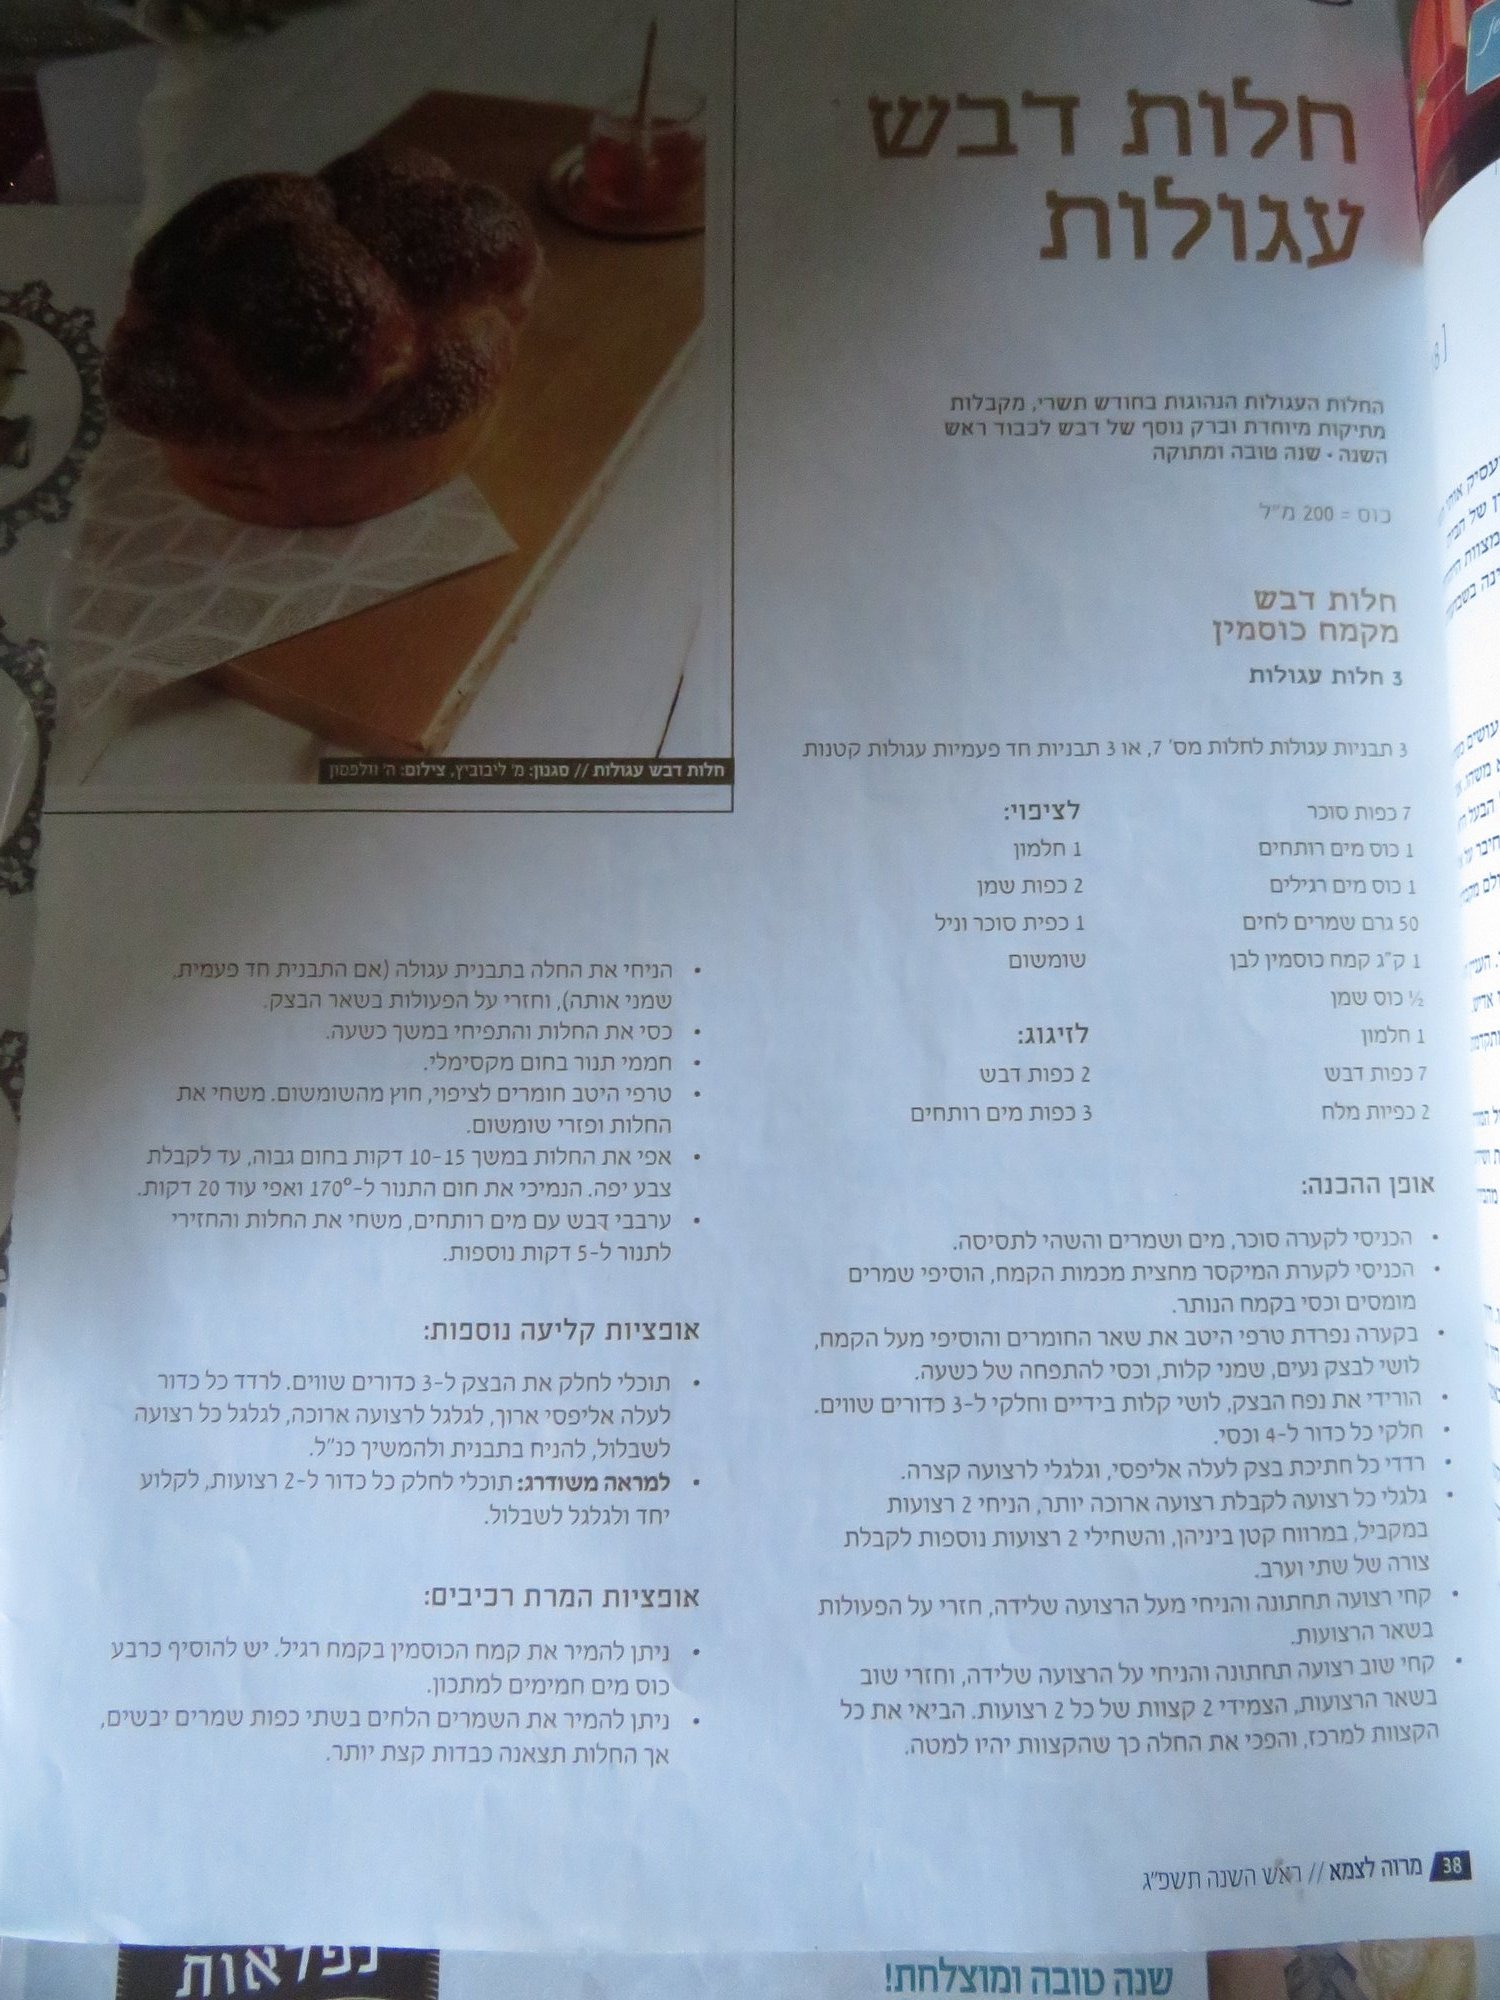 חלות דבש
עגולות
החלות העגולות הנהוגות בחודש תשרי, מקבלות
מתיקות מיוחדת וברק נוסף של דבש לכבוד ראש
השנה • שנה טובה ומתוקה
כוס = 200 מ"ל
חלות דבש
מקמח כוסמין
3 חלות עגולות
3 תבניות עגולות לחלות מס' 7, או 3 תבניות חד פעמיות עגולות קטנות
7 כפות סוכר
1 כוס מים רותחים
1 כוס מים רגילים
50 גרם שמרים לחים
1 ק"ג קמח כוסמין לבן
½ כוס שמן
1 חלמון
7 כפות דבש
2 כפיות מלח
לציפוי:
1 חלמון
2 כפות שמן
1 כפית סוכר וניל
שומשום
לזיגוג:
2 כפות דבש
3 כפות מים רותחים
אופן ההכנה:
• הכניסי לקערה סוכר, מים ושמרים והשהי לתסיסה.
• הכניסי לקערת המיקסר מחצית מכמות הקמח, הוסיפי שמרים
מומסים וכסי בקמח הנותר.
• בקערה נפרדת טרפי היטב את שאר החומרים והוסיפי מעל הקמח,
לושי לבצק נעים, שמני קלות, וכסי להתפחה של כשעה.
• הורידי את נפח הבצק, לושי קלות בידיים וחלקי ל-3 כדורים שווים.
• חלקי כל כדור ל-4 וכסי.
• רדדי כל חתיכת בצק לעלה אליפסי, וגלגלי לרצועה קצרה.
• גלגלי כל רצועה לקבלת רצועה ארוכה יותר, הניחי 2 רצועות
במקביל, במרווח קטן ביניהן, והשחילי 2 רצועות נוספות לקבלת
צורה של שתי וערב.
• קחי רצועה תחתונה והניחי מעל הרצועה שלידה, חזרי על הפעולות
בשאר הרצועות.
• קחי שוב רצועה תחתונה והניחי על הרצועה שלידה, וחזרי שוב
בשאר הרצועות, הצמידי 2 קצוות של כל 2 רצועות. הביאי את כל
הקצוות למרכז, והפכי את החלה כך שהקצוות יהיו למטה.
חלות דבש עגולות // סגנון: מ' ליבוביץ, צילום: ה' וולפסון
• הניחי את החלה בתבנית עגולה (אם התבנית חד פעמית,
שמני אותה), וחזרי על הפעולות בשאר הבצק.
• כסי את החלות והתפיחי במשך כשעה.
• חממי תנור בחום מקסימלי.
• טרפי היטב חומרים לציפוי, חוץ מהשומשום. משחי את
החלות ופזרי שומשום.
• אפי את החלות במשך 10-15 דקות בחום גבוה, עד לקבלת
צבע יפה. הנמיכי את חום התנור ל-170° ואפי עוד 20 דקות.
• ערבבי דבש עם מים רותחים, משחי את החלות והחזירי
לתנור ל-5 דקות נוספות.
אופציות קליעה נוספות:
• תוכלי לחלק את הבצק ל-3 כדורים שווים. לרדד כל כדור
לעלה אליפסי ארוך, לגלגל לרצועה ארוכה, לגלגל כל רצועה
לשבלול, להניח בתבנית ולהמשיך כנ"ל.
• למראה משודרג: תוכלי לחלק כל כדור ל-2 רצועות, לקלוע
יחד ולגלגל לשבלול.
אופציות המרת רכיבים:
• ניתן להמיר את קמח הכוסמין בקמח רגיל. יש להוסיף כרבע
כוס מים חמימים למתכון.
• ניתן להמיר את השמרים הלחים בשתי כפות שמרים יבשים,
אך החלות תצאנה כבדות קצת יותר.
38 מרוה לצמא // ראש השנה תשפ"ג
שנה טובה ומוצלחת!
נפלאות